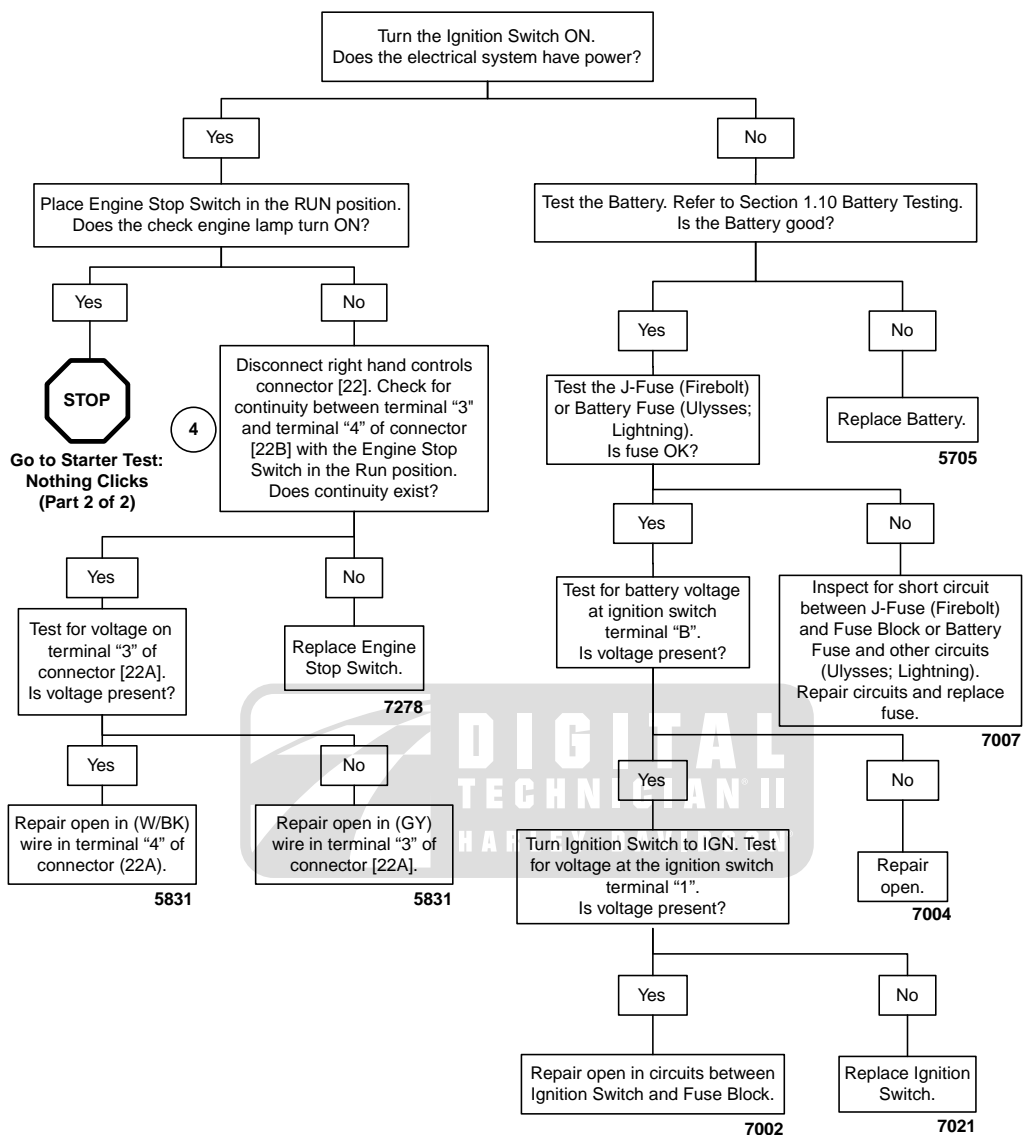 Turn the Ignition Switch ON.
Does the electrical system have power?
Yes
No
Place Engine Stop Switch in the RUN position.
Does the check engine lamp turn ON?
Test the Battery. Refer to Section 1.10 Battery Testing.
Is the Battery good?
Yes
No
Yes
No
STOP
Go to Starter Test:
Nothing Clicks
(Part 2 of 2)
4
Disconnect right hand controls
connector [22]. Check for
continuity between terminal “3"
and terminal “4” of connector
[22B] with the Engine Stop
Switch in the Run position.
Does continuity exist?
Test the J-Fuse (Firebolt)
or Battery Fuse (Ulysses;
Lightning).
Is fuse OK?
Replace Battery.
5705
Yes
No
Yes
No
Test for voltage on
terminal “3” of
connector [22A].
Is voltage present?
Replace Engine
Stop Switch.
7278
Test for battery voltage
at ignition switch
terminal “B”.
Is voltage present?
Inspect for short circuit
between J-Fuse (Firebolt)
and Fuse Block or Battery
Fuse and other circuits
(Ulysses; Lightning).
Repair circuits and replace
fuse.
7007
Yes
No
Yes
No
Repair open in (W/BK)
wire in terminal “4” of
connector (22A).
5831
Repair open in (GY)
wire in terminal “3” of
connector [22A].
5831
Turn Ignition Switch to IGN. Test
for voltage at the ignition switch
terminal “1”.
Is voltage present?
Repair
open.
7004
Yes
No
Repair open in circuits between
Ignition Switch and Fuse Block.
7002
Replace Ignition
Switch.
7021
DIGITAL
TECHNICIAN® II
HARLEY-DAVIDSON